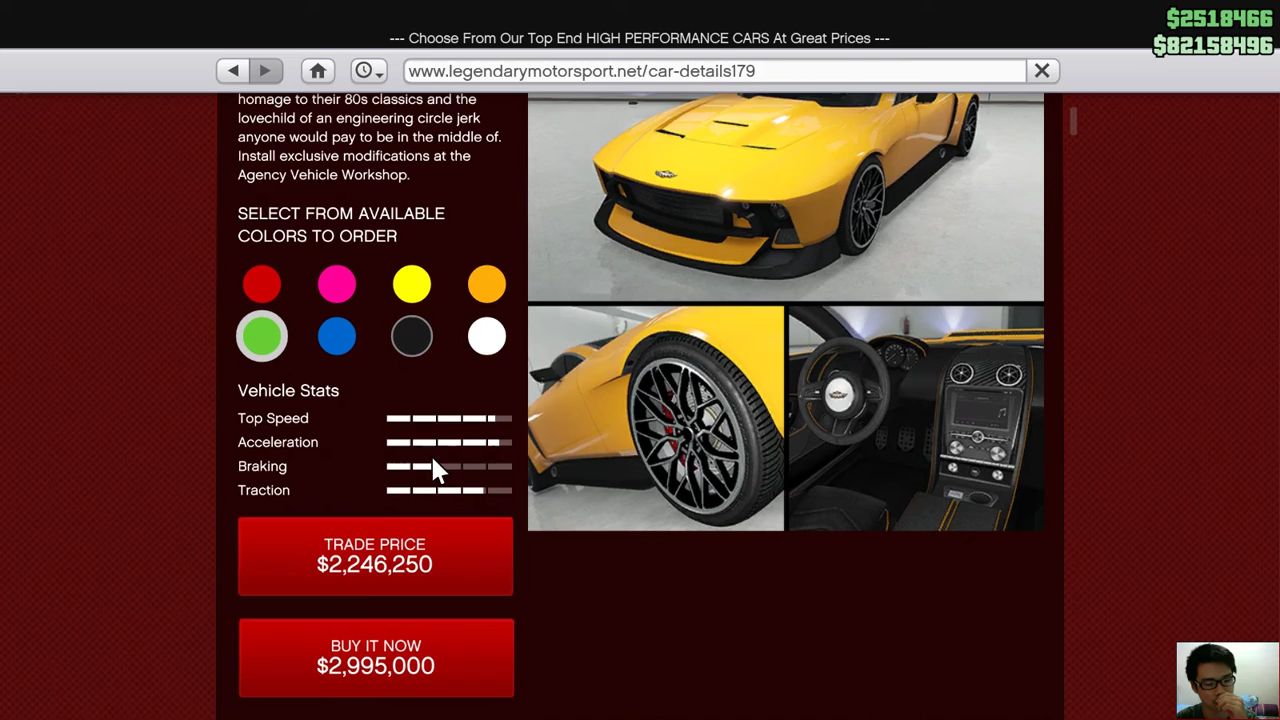 $2518466
$82158496
--- Choose From Our Top End HIGH PERFORMANCE CARS At Great Prices ---
www.legendarymotorsport.net/car-details179
homage to their 80s classics and the
lovechild of an engineering circle jerk
anyone would pay to be in the middle of.
Install exclusive modifications at the
Agency Vehicle Workshop.
SELECT FROM AVAILABLE
COLORS TO ORDER
Vehicle Stats
Top Speed
Acceleration
Braking
Traction
TRADE PRICE
$2,246,250
BUY IT NOW
$2,995,000